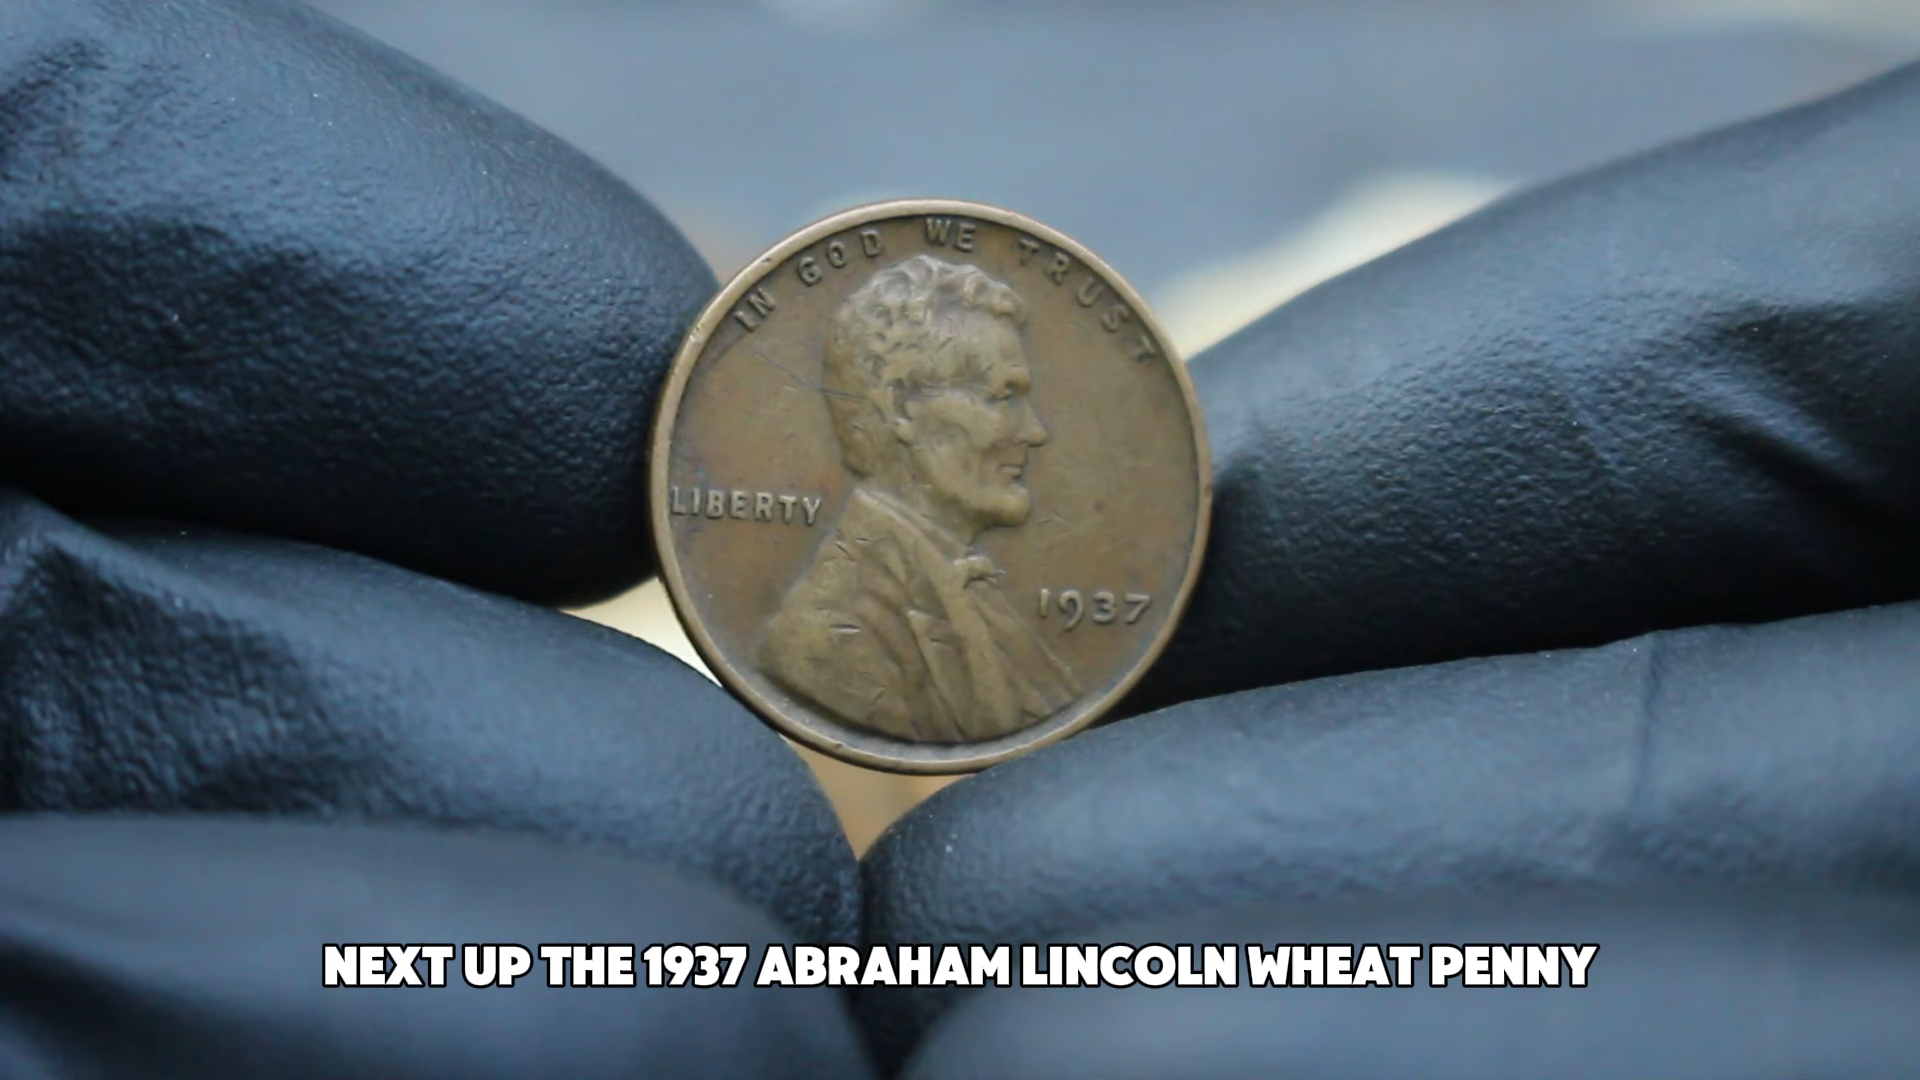 IN GOD WE TRUST
LIBERTY
1937
NEXT UP THE 1937 ABRAHAM LINCOLN WHEAT PENNY